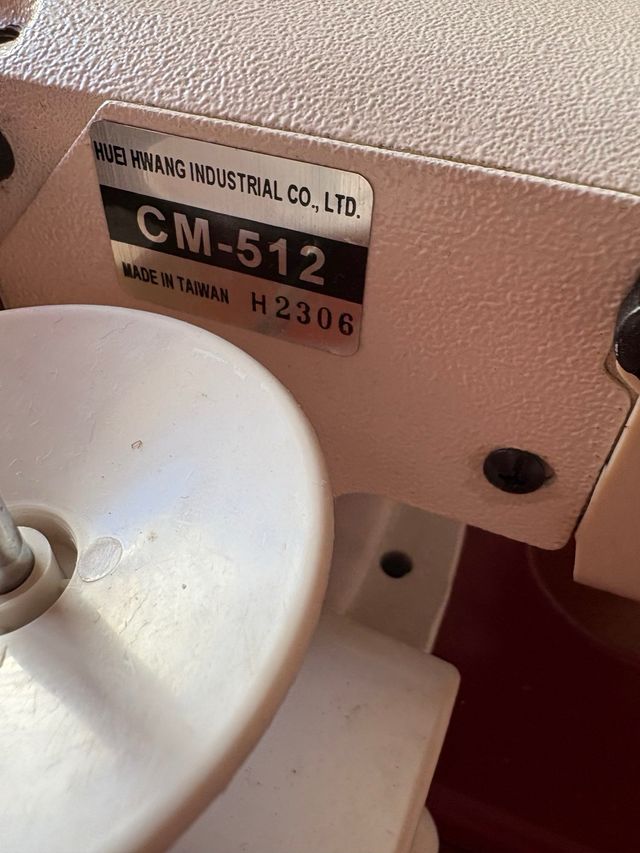 HUEI HWANG INDUSTRIAL CO., LTD.
CM-512
MADE IN TAIWAN H2306